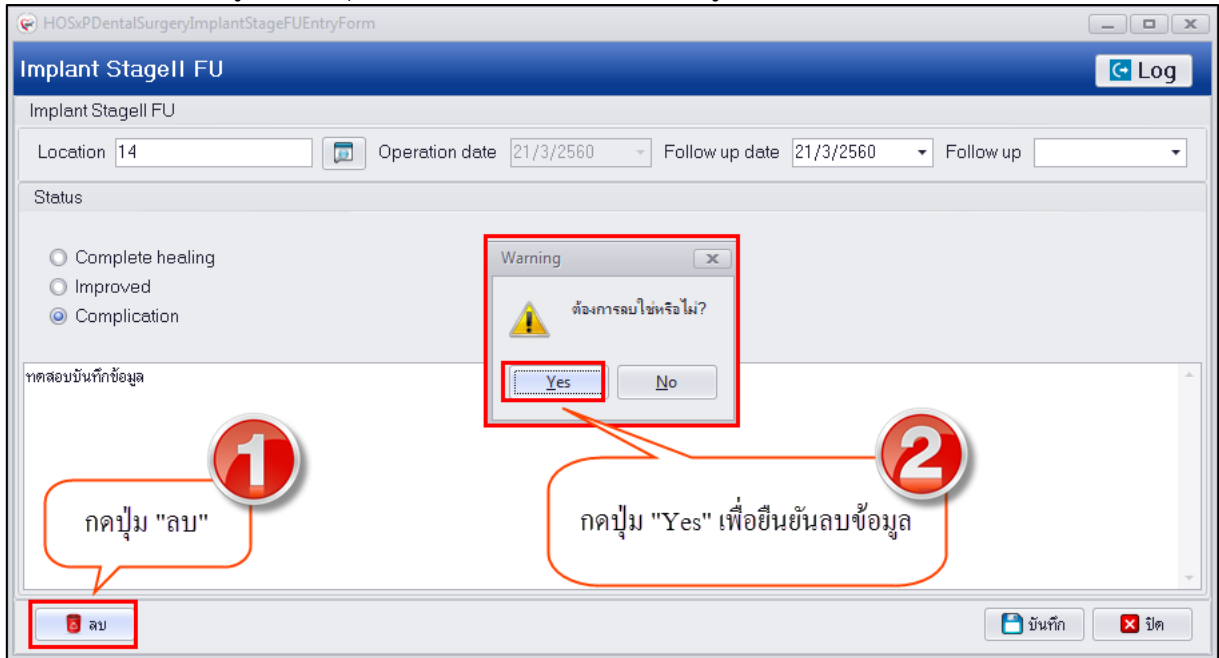 HOSxPDentalSurgeryImplantStageFUEntryForm
Implant StageII FU
Log
Implant StageII FU
Location 14 Operation date 21/3/2560 Follow up date 21/3/2560 Follow up
Status
Complete healing
Improved
Complication
Warning
ต้องการลบใช่หรือไม่?
Yes No
ทดสอบบันทึกข้อมูล
1
กดปุ่ม "ลบ"
2
กดปุ่ม "Yes" เพื่อยืนยันลบข้อมูล
ลบ บันทึก ปิด